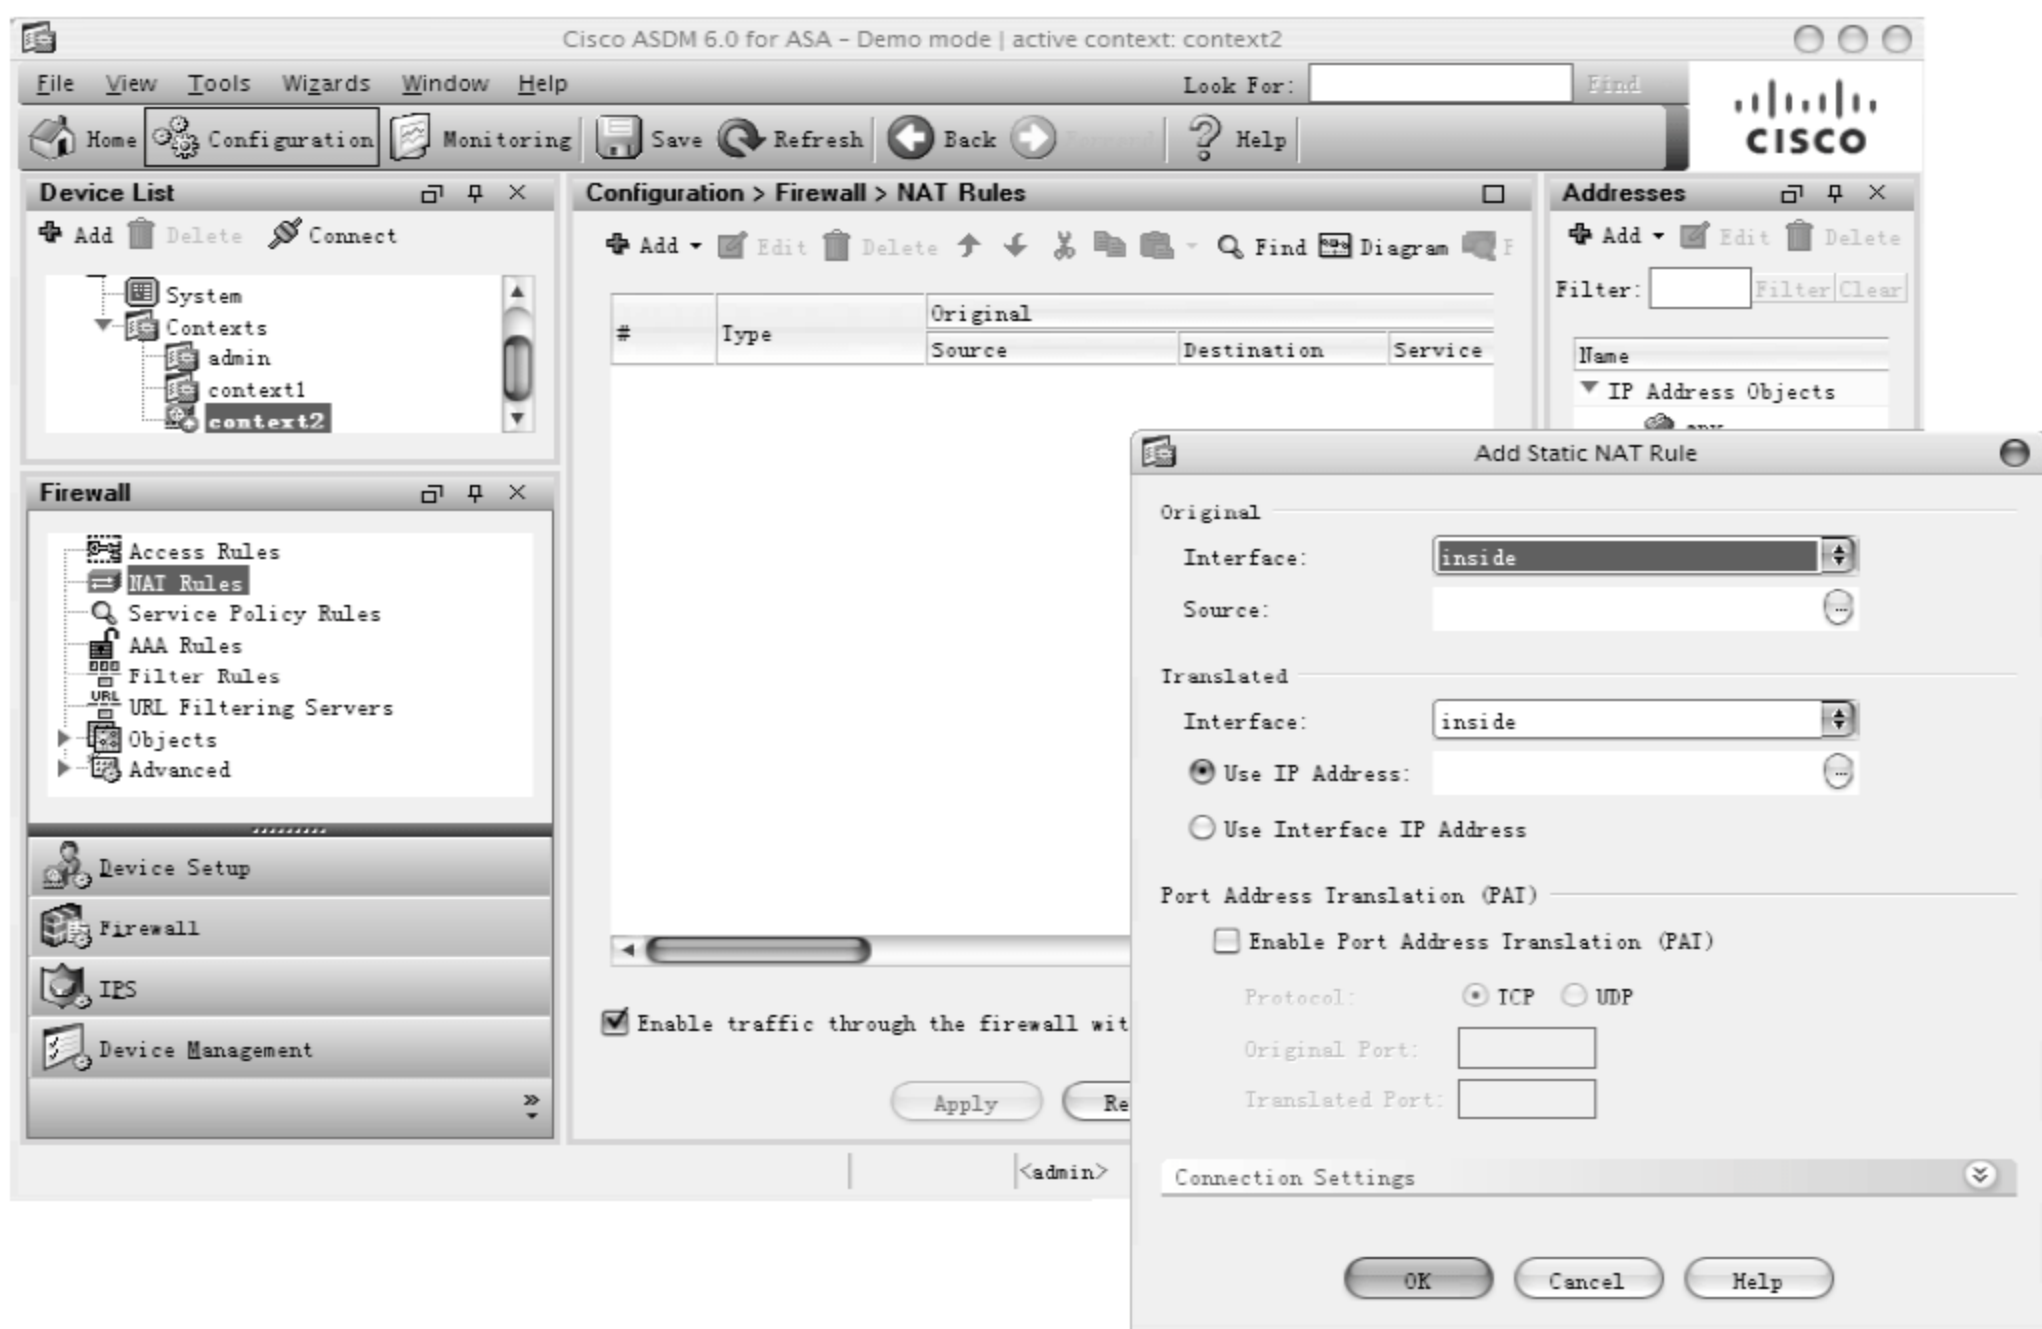 Cisco ASDM 6.0 for ASA – Demo mode | active context: context2
File View Tools Wizards Window Help
Look For:
Find
Home Configuration Monitoring Save Refresh Back Forward Help
CISCO
Device List
Add Delete Connect
System
Contexts
admin
context1
context2
Firewall
Access Rules
NAT Rules
Service Policy Rules
AAA Rules
Filter Rules
URL Filtering Servers
Objects
Advanced
Device Setup
Firewall
IPS
Device Management
Configuration > Firewall > NAT Rules
Add Edit Delete Find Diagram
# Type Original
Source Destination Service
Enable traffic through the firewall wit
Apply Re
<admin>
Addresses
Add Edit Delete
Filter: Filter Clear
Name
IP Address Objects
any
Add Static NAT Rule
Original
Interface: inside
Source:
Translated
Interface: inside
Use IP Address:
Use Interface IP Address
Port Address Translation (PAT)
Enable Port Address Translation (PAT)
Protocol: TCP UDP
Original Port:
Translated Port:
Connection Settings
OK Cancel Help